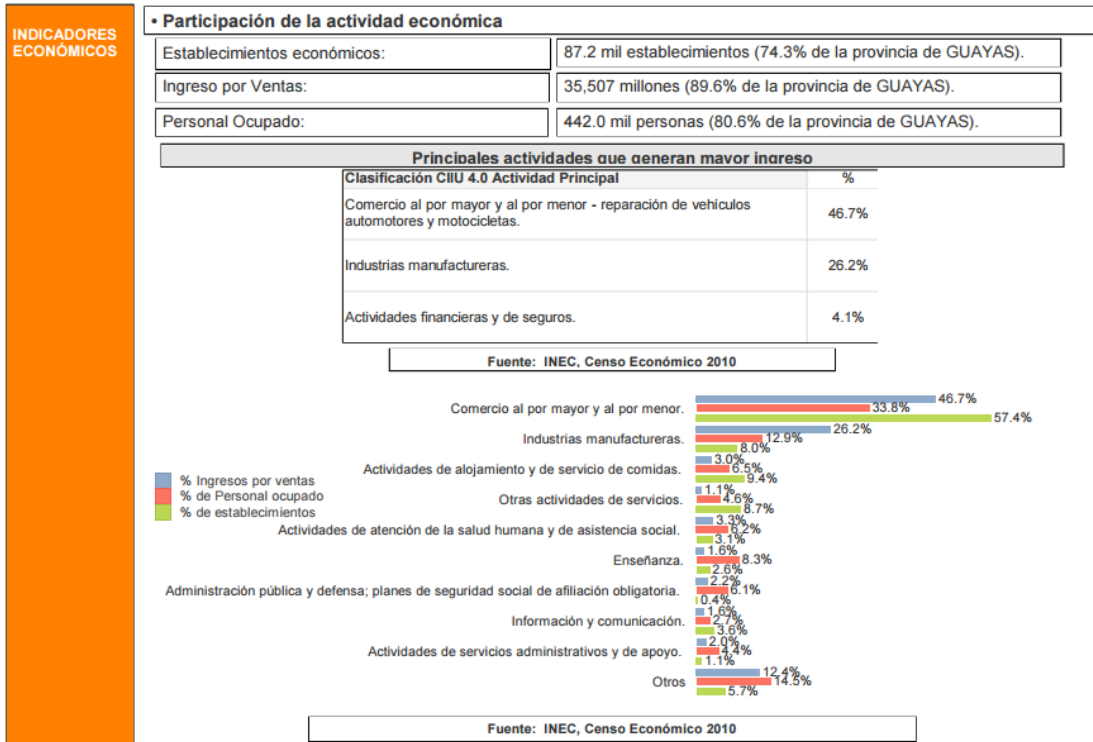 INDICADORES
ECONÓMICOS
• Participación de la actividad económica
Establecimientos económicos: 87.2 mil establecimientos (74.3% de la provincia de GUAYAS).
Ingreso por Ventas: 35,507 millones (89.6% de la provincia de GUAYAS).
Personal Ocupado: 442.0 mil personas (80.6% de la provincia de GUAYAS).
Principales actividades que generan mayor ingreso
Clasificación CIIU 4.0 Actividad Principal %
Comercio al por mayor y al por menor - reparación de vehículos
automotores y motocicletas. 46.7%
Industrias manufactureras. 26.2%
Actividades financieras y de seguros. 4.1%
Fuente: INEC, Censo Económico 2010
% Ingresos por ventas
% de Personal ocupado
% de establecimientos
Comercio al por mayor y al por menor.
46.7%
33.8%
57.4%
Industrias manufactureras.
26.2%
12.9%
8.0%
Actividades de alojamiento y de servicio de comidas.
3.0%
6.5%
9.4%
Otras actividades de servicios.
1.1%
4.6%
8.7%
Actividades de atención de la salud humana y de asistencia social.
3.3%
6.2%
3.1%
Enseñanza.
1.6%
8.3%
2.6%
Administración pública y defensa; planes de seguridad social de afiliación obligatoria.
2.2%
6.1%
0.4%
Información y comunicación.
1.6%
2.7%
3.6%
Actividades de servicios administrativos y de apoyo.
2.0%
4.4%
1.1%
Otros
12.4%
14.5%
5.7%
Fuente: INEC, Censo Económico 2010